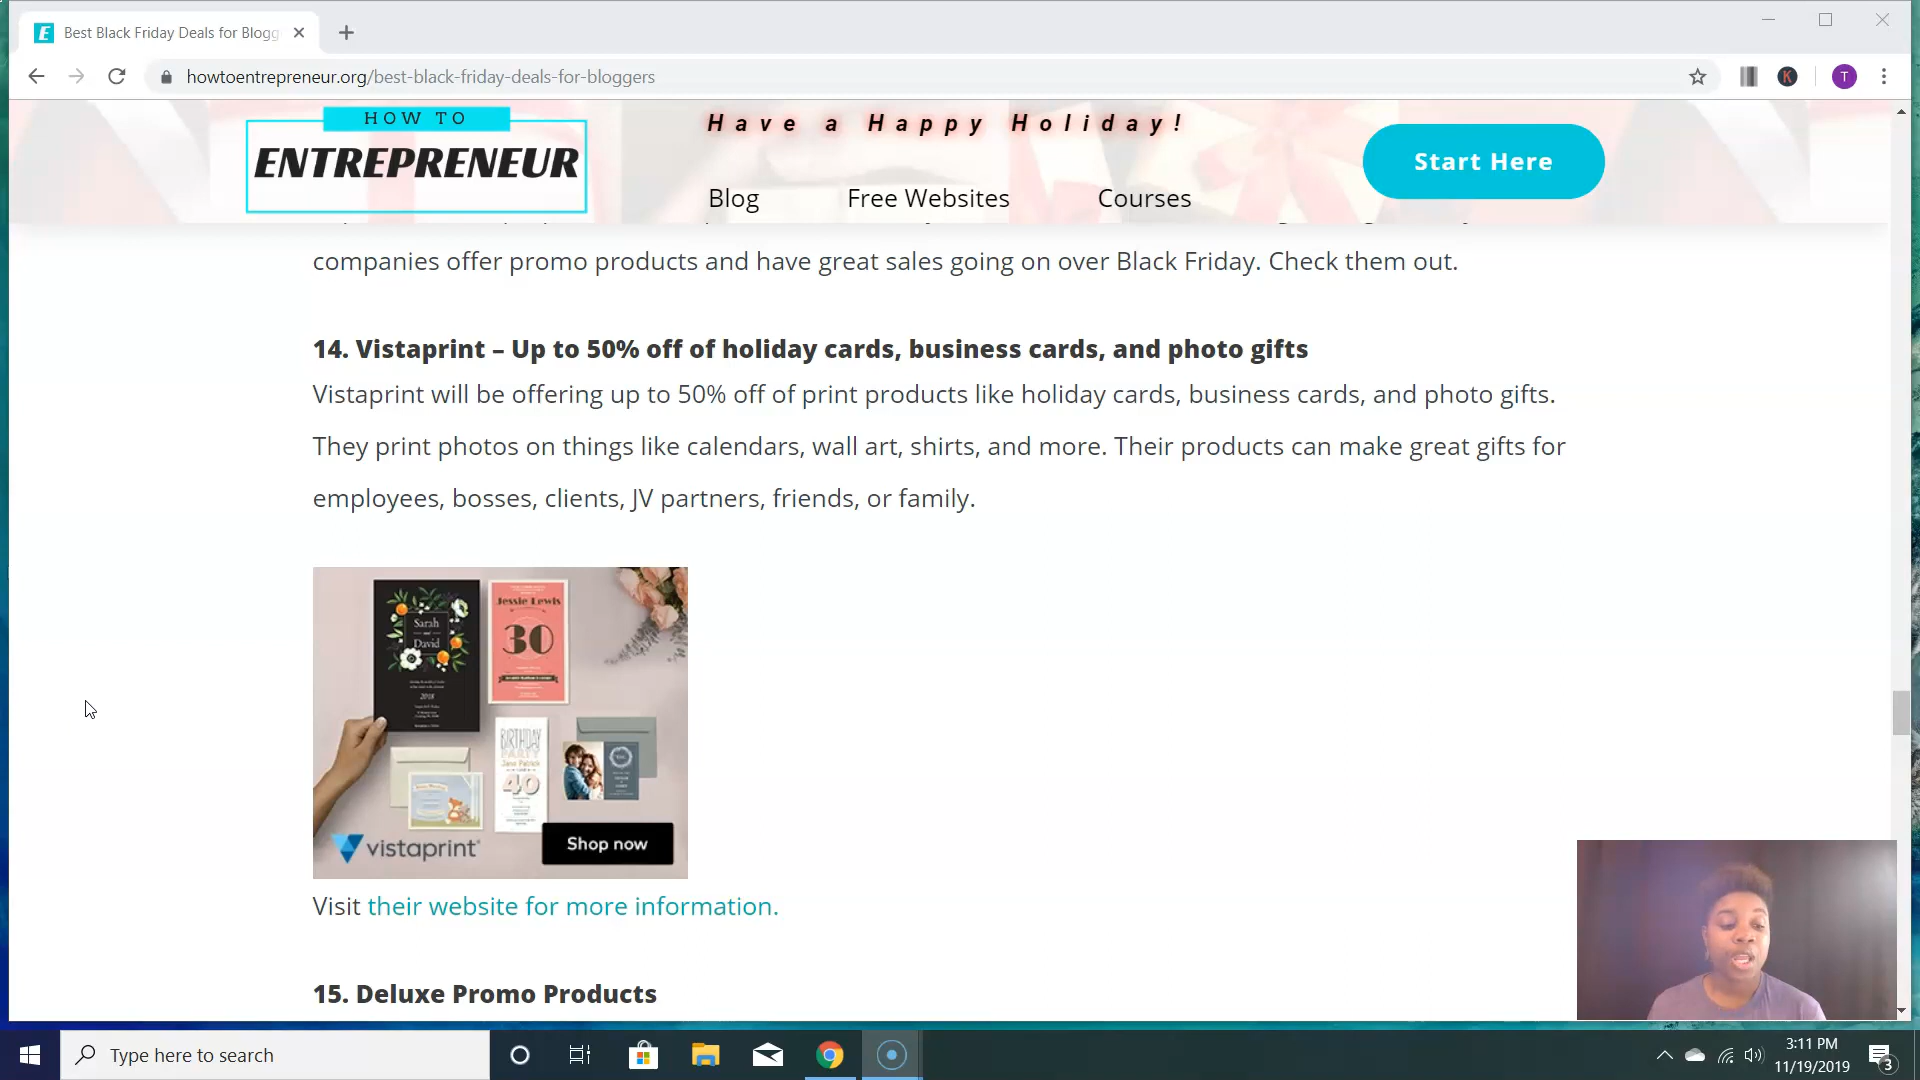 Best Black Friday Deals for Blogg
howtoentrepreneur.org/best-black-friday-deals-for-bloggers
K
T
HOW TO
ENTREPRENEUR
Have a Happy Holiday!
Blog
Free Websites
Courses
Start Here
companies offer promo products and have great sales going on over Black Friday. Check them out.
14. Vistaprint – Up to 50% off of holiday cards, business cards, and photo gifts
Vistaprint will be offering up to 50% off of print products like holiday cards, business cards, and photo gifts.
They print photos on things like calendars, wall art, shirts, and more. Their products can make great gifts for
employees, bosses, clients, JV partners, friends, or family.
Sarah
and
David
2018
Jessie Lewis
30
BIRTHDAY
PARTY
Jane Patrick
40
vistaprint
Shop now
Visit their website for more information.
15. Deluxe Promo Products
Type here to search
3:11 PM
11/19/2019
3